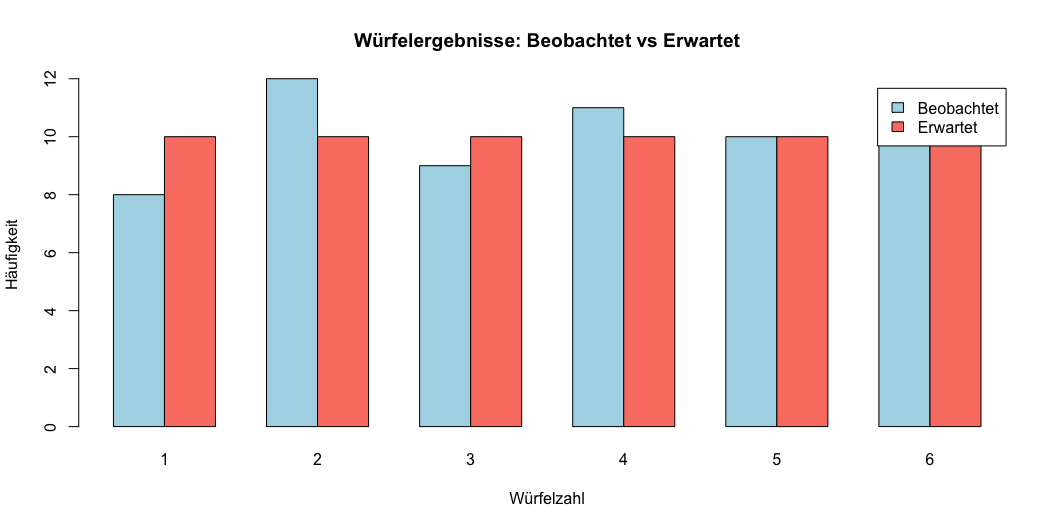 Würfelergebnisse: Beobachtet vs Erwartet
12
10
8
6
4
2
0
Häufigkeit
Beobachtet
Erwartet
1 2 3 4 5 6
Würfelzahl